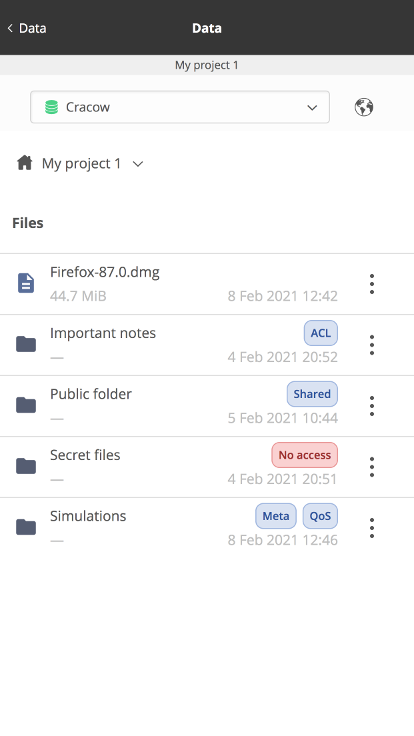 Data
Data
My project 1
Cracow
My project 1
Files
Firefox-87.0.dmg
44.7 MiB 8 Feb 2021 12:42
Important notes ACL
— 4 Feb 2021 20:52
Public folder Shared
— 5 Feb 2021 10:44
Secret files No access
— 4 Feb 2021 20:51
Simulations Meta QoS
— 8 Feb 2021 12:46